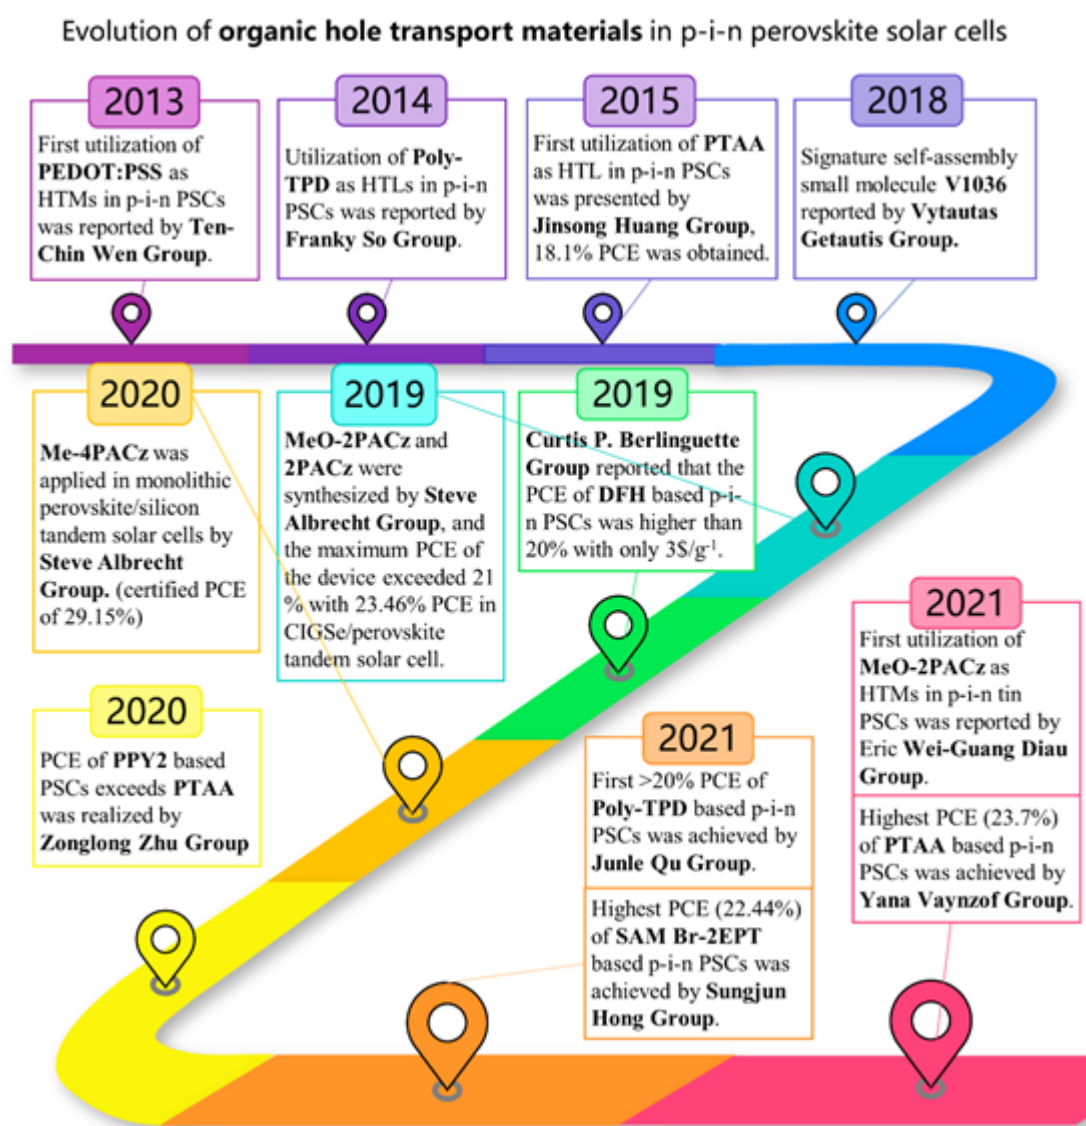 Evolution of organic hole transport materials in p-i-n perovskite solar cells
2013
First utilization of
PEDOT:PSS as
HTMs in p-i-n PSCs
was reported by Ten-
Chin Wen Group.
2014
Utilization of Poly-
TPD as HTLs in p-i-n
PSCs was reported by
Franky So Group.
2015
First utilization of PTAA
as HTL in p-i-n PSCs
was presented by
Jinsong Huang Group,
18.1% PCE was obtained.
2018
Signature self-assembly
small molecule V1036
reported by Vytautas
Getautis Group.
2020
Me-4PACz was
applied in monolithic
perovskite/silicon
tandem solar cells by
Steve Albrecht
Group. (certified PCE
of 29.15%)
2019
MeO-2PACz and
2PACz were
synthesized by Steve
Albrecht Group, and
the maximum PCE of
the device exceeded 21
% with 23.46% PCE in
CIGSe/perovskite
tandem solar cell.
2019
Curtis P. Berlinguette
Group reported that the
PCE of DFH based p-i-
n PSCs was higher than
20% with only 3$/g-1.
2020
PCE of PPY2 based
PSCs exceeds PTAA
was realized by
Zonglong Zhu Group
2021
First >20% PCE of
Poly-TPD based p-i-n
PSCs was achieved by
Junle Qu Group.
Highest PCE (22.44%)
of SAM Br-2EPT
based p-i-n PSCs was
achieved by Sungjun
Hong Group.
2021
First utilization of
MeO-2PACz as
HTMs in p-i-n tin
PSCs was reported by
Eric Wei-Guang Diau
Group.
Highest PCE (23.7%)
of PTAA based p-i-n
PSCs was achieved by
Yana Vaynzof Group.